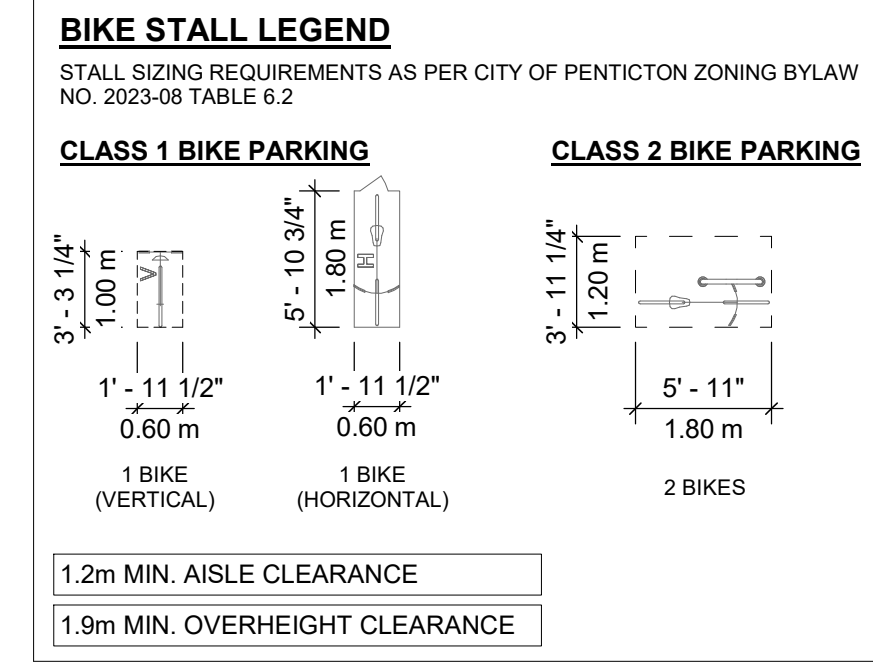 BIKE STALL LEGEND
STALL SIZING REQUIREMENTS AS PER CITY OF PENTICTON ZONING BYLAW
NO. 2023-08 TABLE 6.2
CLASS 1 BIKE PARKING
3' - 3 1/4"
1.00 m
V
1' - 11 1/2"
0.60 m
1 BIKE
(VERTICAL)
5' - 10 3/4"
1.80 m
H
1' - 11 1/2"
0.60 m
1 BIKE
(HORIZONTAL)
CLASS 2 BIKE PARKING
3' - 11 1/4"
1.20 m
5' - 11"
1.80 m
2 BIKES
1.2m MIN. AISLE CLEARANCE
1.9m MIN. OVERHEIGHT CLEARANCE